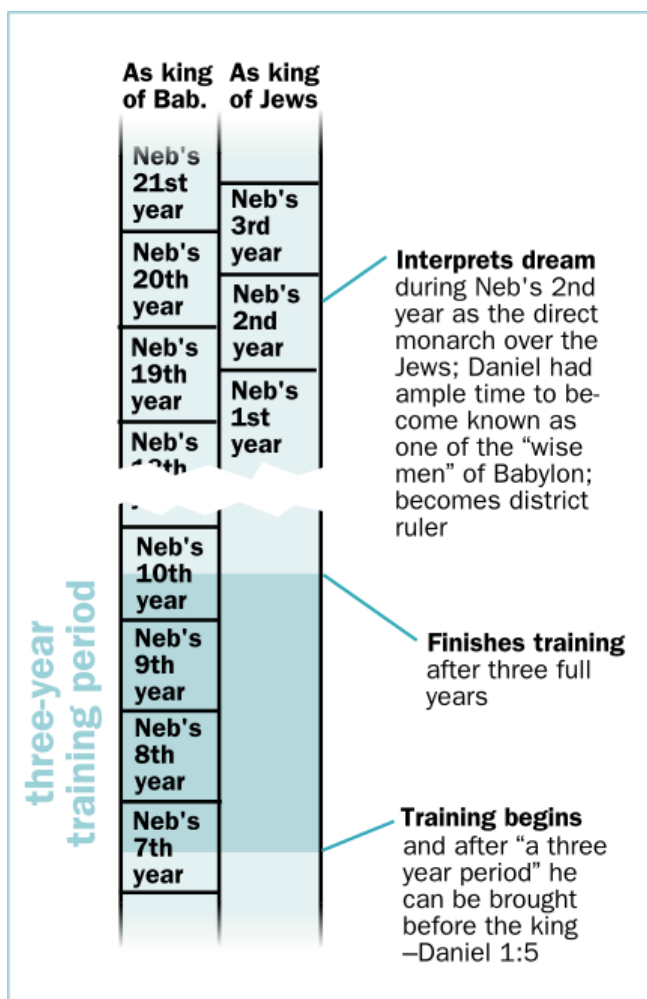 As king
of Bab.
As king
of Jews
Neb's
21st
year
Neb's
20th
year
Neb's
19th
year
Neb's
Neb's
3rd
year
Neb's
2nd
year
Neb's
1st
year
Interprets dream
during Neb's 2nd
year as the direct
monarch over the
Jews; Daniel had
ample time to be-
come known as
one of the “wise
men” of Babylon;
becomes district
ruler
Neb's
10th
year
Neb's
9th
year
Neb's
8th
year
Neb's
7th
year
three-year
training period
Finishes training
after three full
years
Training begins
and after “a three
year period” he
can be brought
before the king
—Daniel 1:5